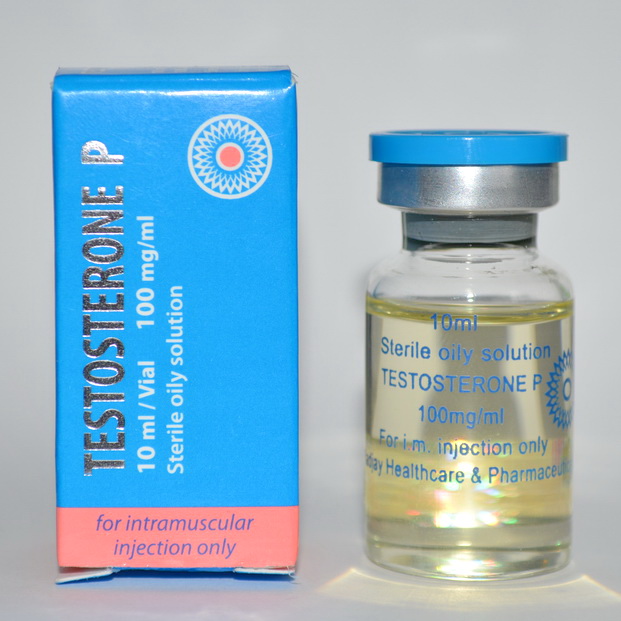 TESTOSTERONE P
10 ml / Vial 100 mg/ml
Sterile oily solution
for intramuscular
injection only
10ml
Sterile oily solution
TESTOSTERONE P
100mg/ml
For i.m. injection only
Healthcare &